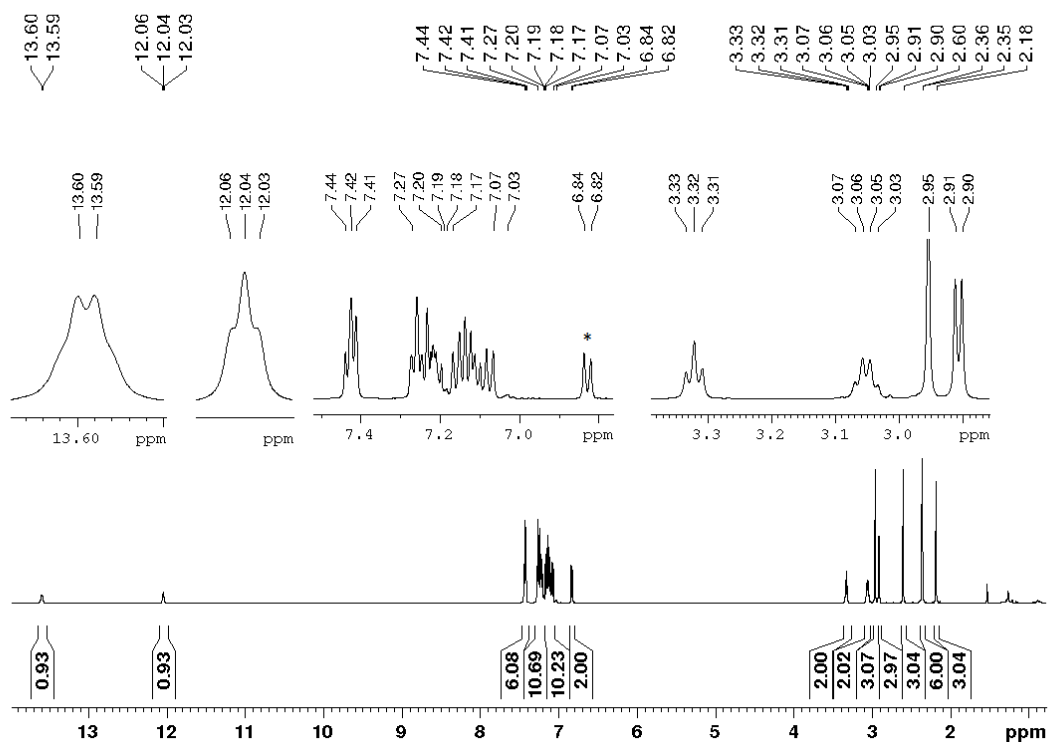 13.60 13.59 12.06 12.04 12.03 7.44 7.42 7.41 7.27 7.20 7.19 7.18 7.17 7.07 7.03 6.84 6.82 3.33 3.32 3.31 3.07 3.06 3.05 3.03 2.95 2.91 2.90 2.60 2.36 2.35 2.18
13.60 13.59 12.06 12.04 12.03 7.44 7.42 7.41 7.27 7.20 7.19 7.18 7.17 7.07 7.03 6.84 6.82 3.33 3.32 3.31 3.07 3.06 3.05 3.03 2.95 2.91 2.90
*
13.60 ppm ppm 7.4 7.2 7.0 ppm 3.3 3.2 3.1 3.0 ppm
0.93 0.93 6.08 10.69 10.23 2.00 2.00 2.02 3.07 2.97 3.04 6.00 3.04
13 12 11 10 9 8 7 6 5 4 3 2 ppm